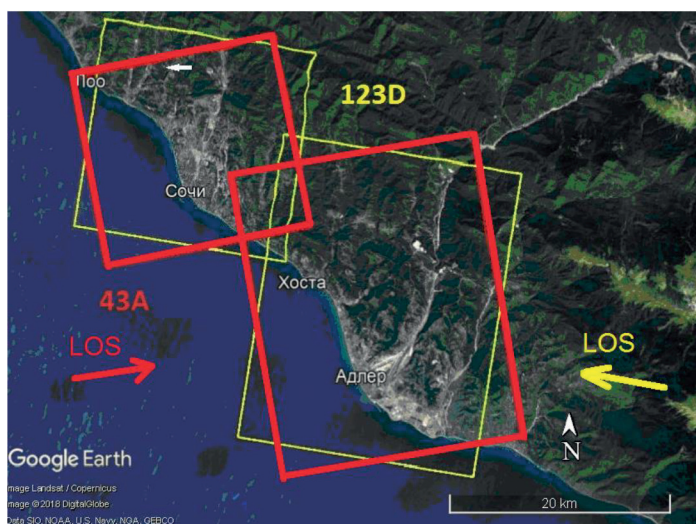 123D
Лоб
Сочи
Хоста
43A
LOS
LOS
Адлер
N
Google Earth
mage Landsat / Copernicus
mage © 2018 DigitalGlobe
Data SIO, NOAA, U.S. Navy, NGA, GEBCO
20 km